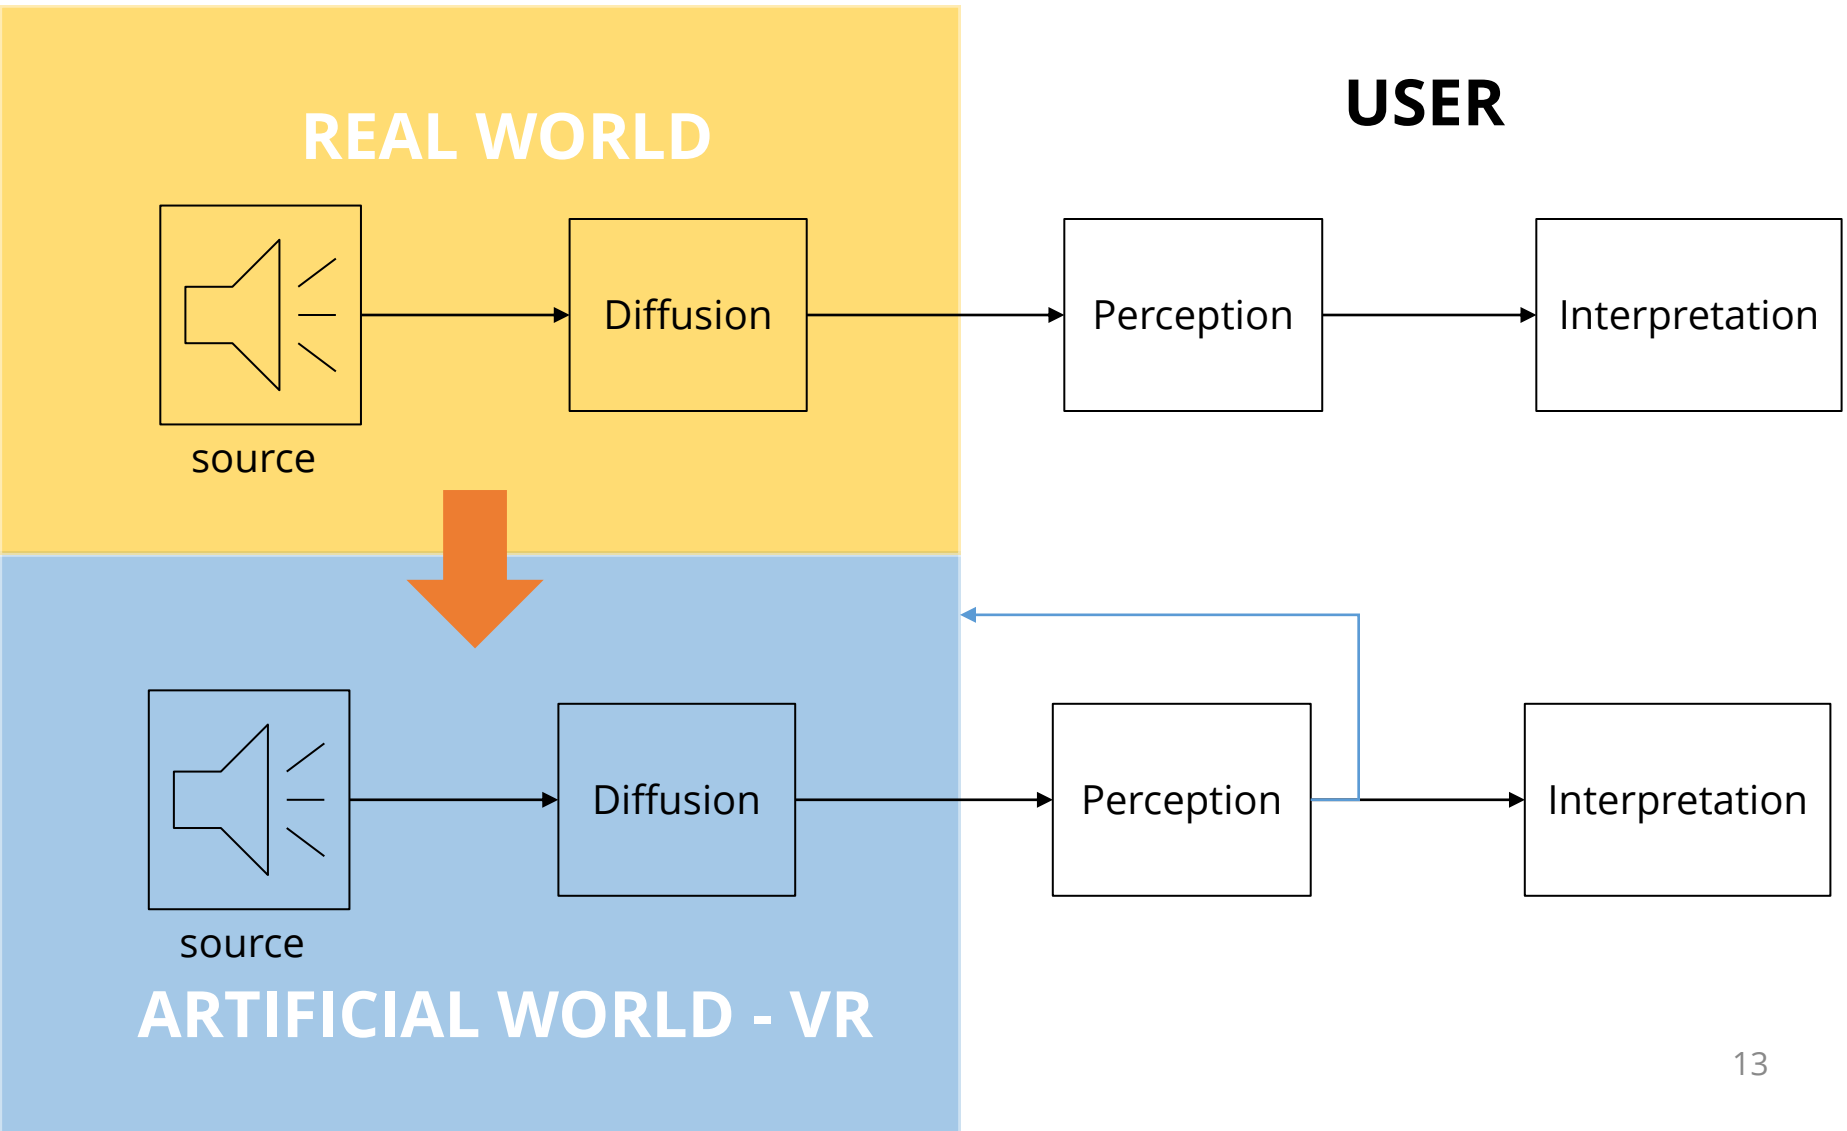 USER
REAL WORLD
Diffusion
Perception
Interpretation
source
Diffusion
Perception
Interpretation
source
ARTIFICIAL WORLD - VR
13